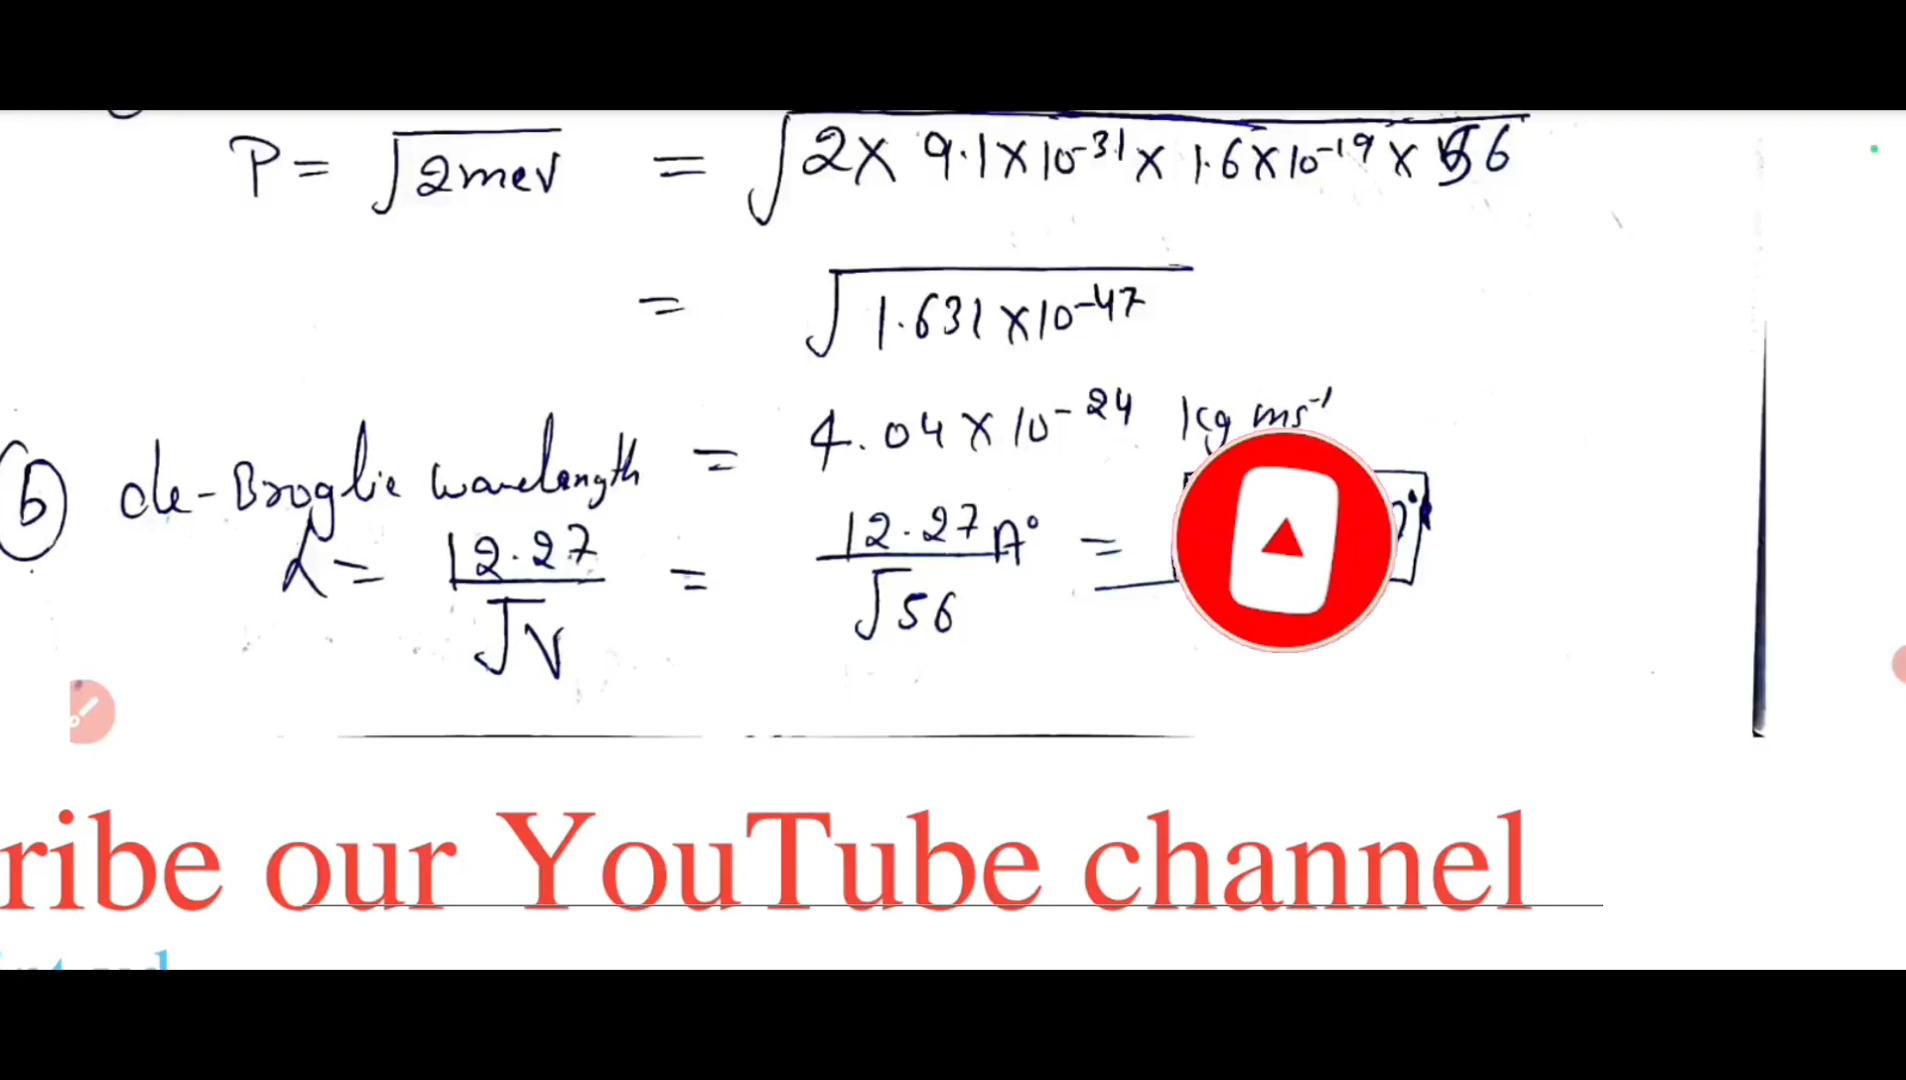 P = √2meV = √2 × 9.1 × 10⁻³¹ × 1.6 × 10⁻¹⁹ × 56
= √1.631 × 10⁻⁴⁷
= 4.04 × 10⁻²⁴ kg ms⁻¹
(b) de-Broglie wavelength
λ = 12.27/√V = 12.27/√56 A° =
ribe our YouTube channel